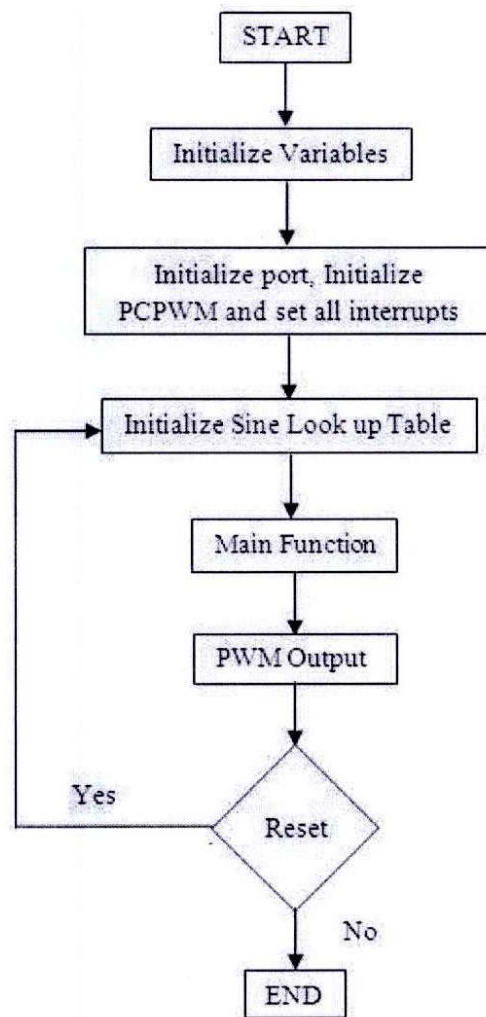 START
Initialize Variables
Initialize port, Initialize
PCPWM and set all interrupts
Initialize Sine Look up Table
Main Function
PWM Output
Yes
Reset
No
END